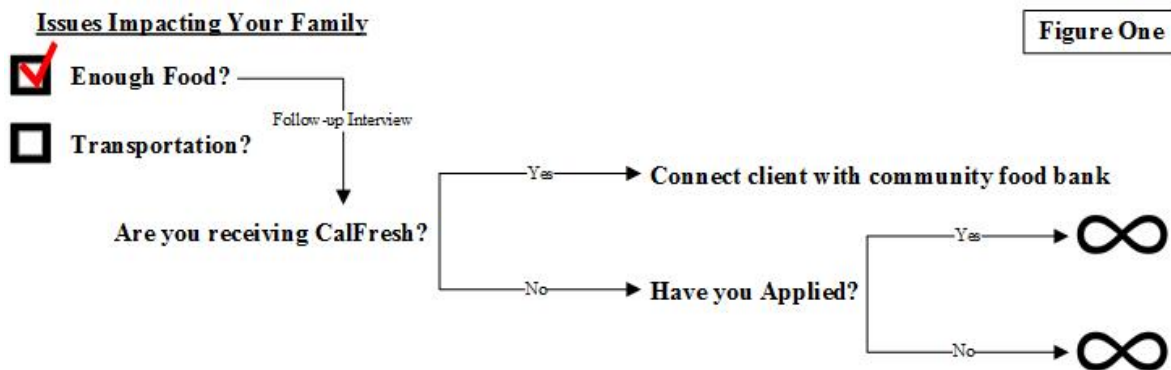 Issues Impacting Your Family
Figure One
Enough Food?
Follow-up Interview
Transportation?
Yes
Connect client with community food bank
Are you receiving CalFresh?
Yes
No
Have you Applied?
No